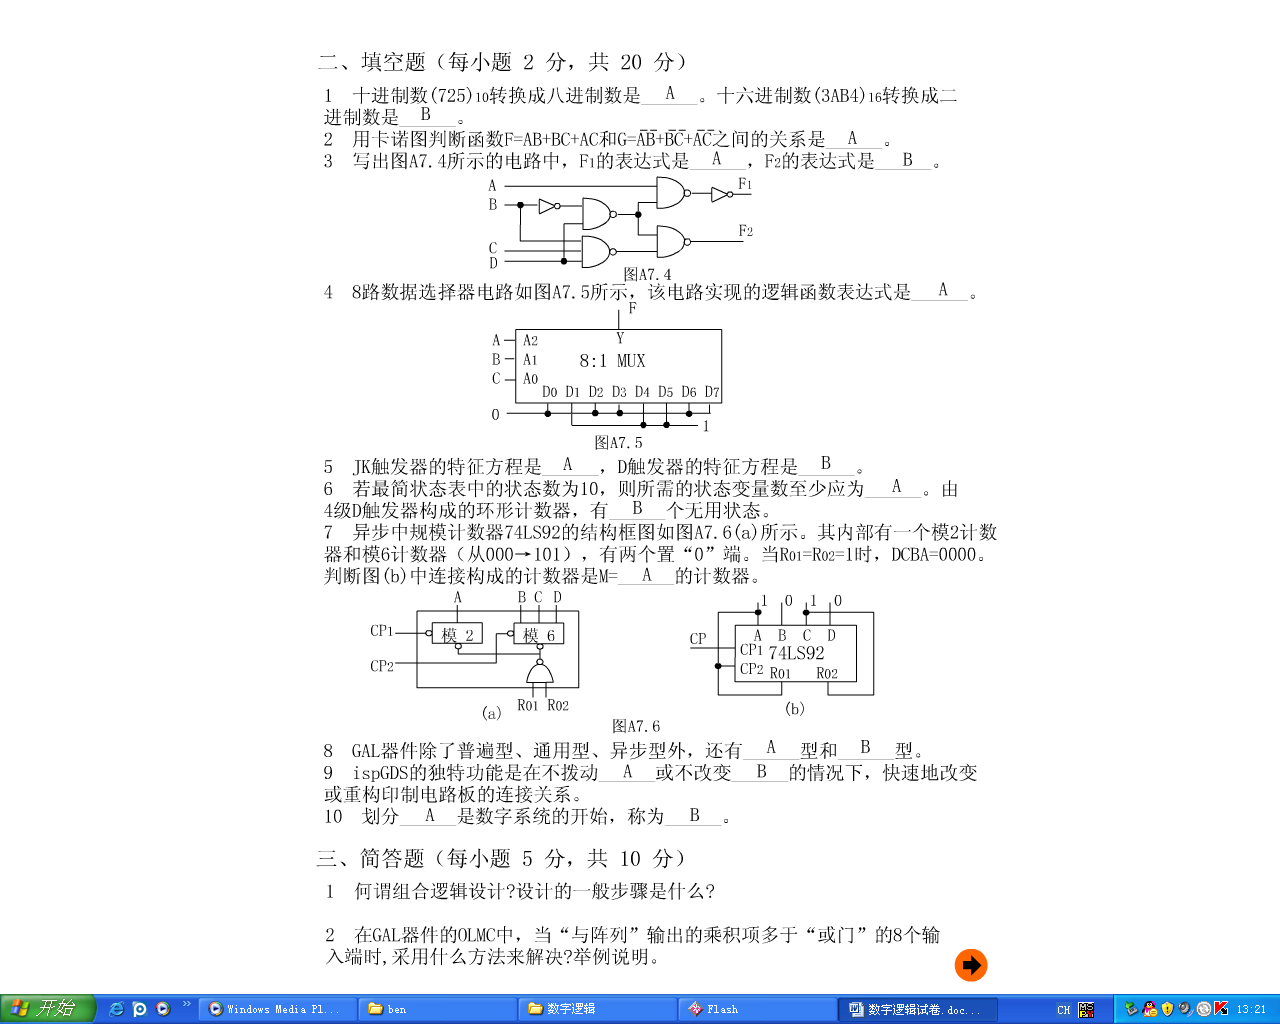 二、填空题（每小题 2 分，共 20 分）
1 十进制数(725)10转换成八进制数是 A 。十六进制数(3AB4)16转换成二
进制数是 B 。
2 用卡诺图判断函数F=AB+BC+AC和G=A̅B̅+B̅C̅+A̅C̅之间的关系是 A 。
3 写出图A7.4所示的电路中，F1的表达式是 A ，F2的表达式是 B 。
A
F1
B
F2
C
D
图A7.4
4 8路数据选择器电路如图A7.5所示，该电路实现的逻辑函数表达式是 A 。
F
A A2 Y
B A1 8:1 MUX
C A0
D0 D1 D2 D3 D4 D5 D6 D7
0
1
图A7.5
5 JK触发器的特征方程是 A ，D触发器的特征方程是 B 。
6 若最简状态表中的状态数为10，则所需的状态变量数至少应为 A 。由
4级D触发器构成的环形计数器，有 B 个无用状态。
7 异步中规模计数器74LS92的结构框图如图A7.6(a)所示。其内部有一个模2计数
器和模6计数器（从000→101），有两个置“0”端。当R01=R02=1时，DCBA=0000。
判断图(b)中连接构成的计数器是M= A 的计数器。
A B C D
CP1 模 2 模 6
CP2
R01 R02
(a)
1 0 1 0
A B C D
CP CP1 74LS92
CP2 R01 R02
(b)
图A7.6
8 GAL器件除了普遍型、通用型、异步型外，还有 A 型和 B 型。
9 ispGDS的独特功能是在不拨动 A 或不改变 B 的情况下，快速地改变
或重构印制电路板的连接关系。
10 划分 A 是数字系统的开始，称为 B 。
三、简答题（每小题 5 分，共 10 分）
1 何谓组合逻辑设计?设计的一般步骤是什么?
2 在GAL器件的OLMC中，当“与阵列”输出的乘积项多于“或门”的8个输
入端时,采用什么方法来解决?举例说明。
开始
Windows Media Pl...
ben
数字逻辑
Flash
数字逻辑试卷.doc...
CH
13:21